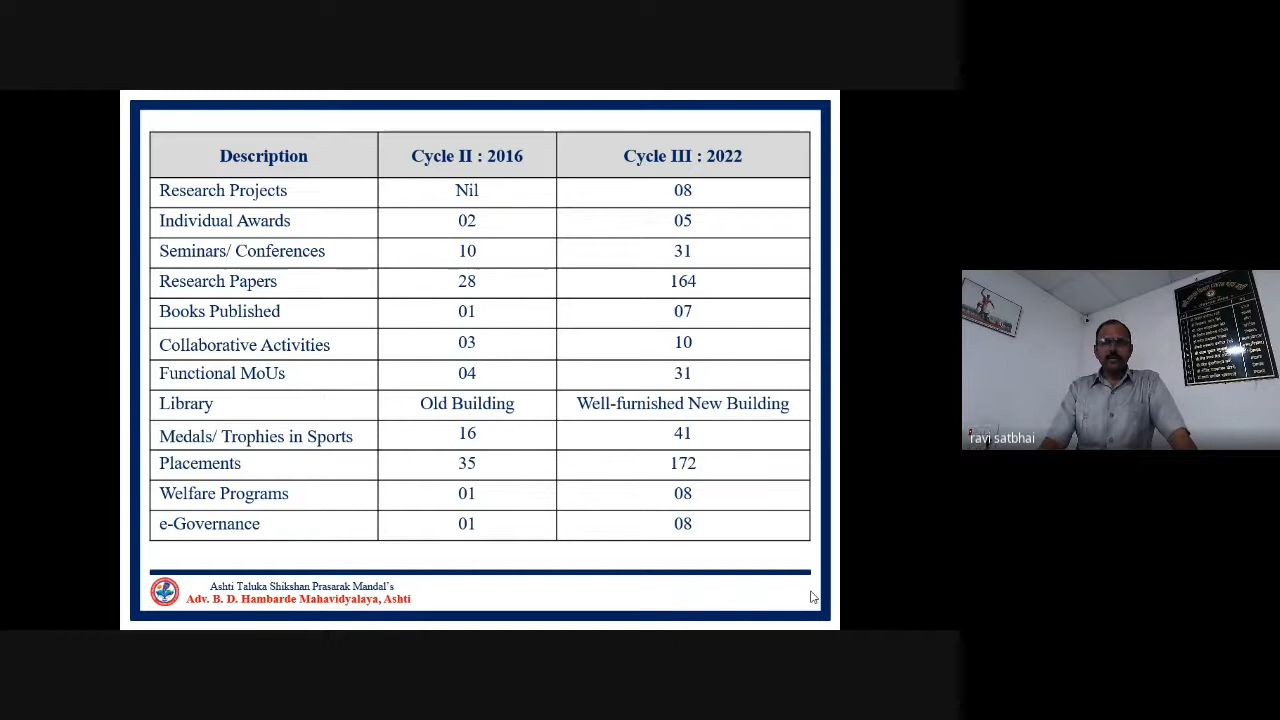 Description Cycle II : 2016 Cycle III : 2022
Research Projects Nil 08
Individual Awards 02 05
Seminars/ Conferences 10 31
Research Papers 28 164
Books Published 01 07
Collaborative Activities 03 10
Functional MoUs 04 31
Library Old Building Well-furnished New Building
Medals/ Trophies in Sports 16 41
Placements 35 172
Welfare Programs 01 08
e-Governance 01 08
Ashti Taluka Shikshan Prasarak Mandal's
Adv. B. D. Hambarde Mahavidyalaya, Ashti
ravi satbhai